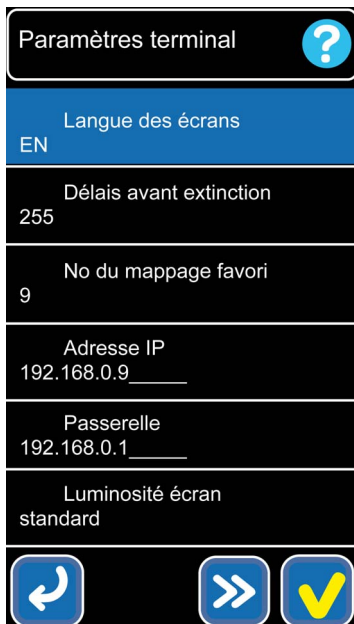 Paramètres terminal
?
Langue des écrans
EN
Délais avant extinction
255
No du mappage favori
9
Adresse IP
192.168.0.9_____
Passerelle
192.168.0.1_____
Luminosité écran
standard